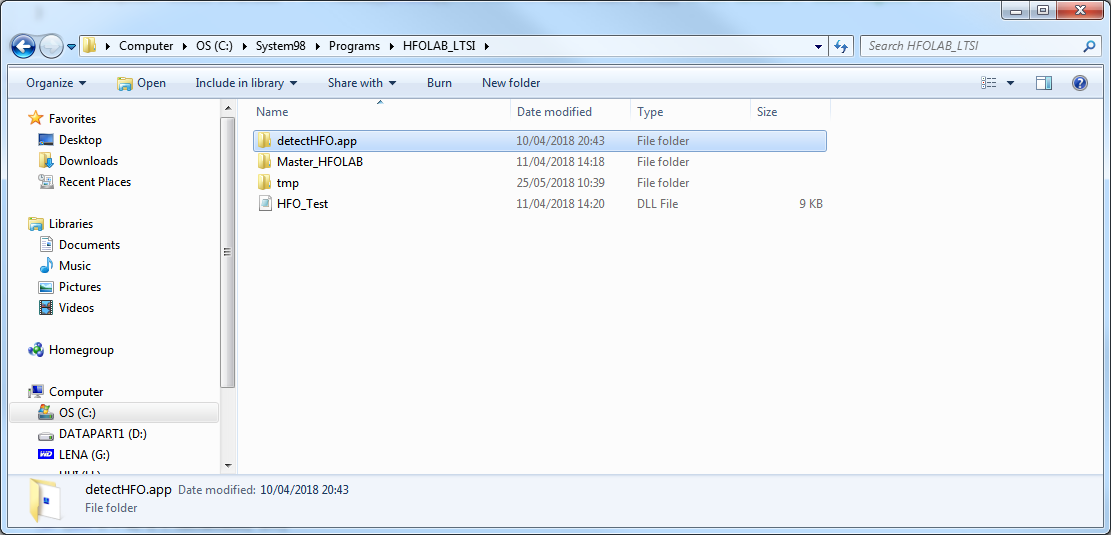 Computer OS (C:) System98 Programs HFOLAB_LTSI Search HFOLAB_LTSI
Organize Open Include in library Share with Burn New folder
Favorites
Desktop
Downloads
Recent Places
Libraries
Documents
Music
Pictures
Videos
Homegroup
Computer
OS (C:)
DATAPART1 (D:)
WD LENA (G:)
Name Date modified Type Size
detectHFO.app 10/04/2018 20:43 File folder
Master_HFOLAB 11/04/2018 14:18 File folder
tmp 25/05/2018 10:39 File folder
HFO_Test 11/04/2018 14:20 DLL File 9 KB
detectHFO.app Date modified: 10/04/2018 20:43
File folder